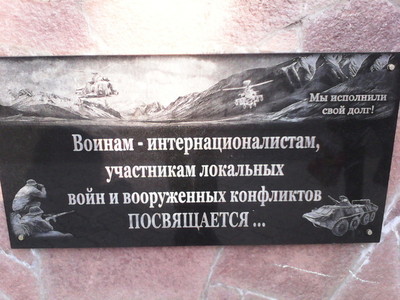 Мы исполнили
свой долг!
Воинам - интернационалистам,
участникам локальных
войн и вооруженных конфликтов
ПОСВЯЩАЕТСЯ ...